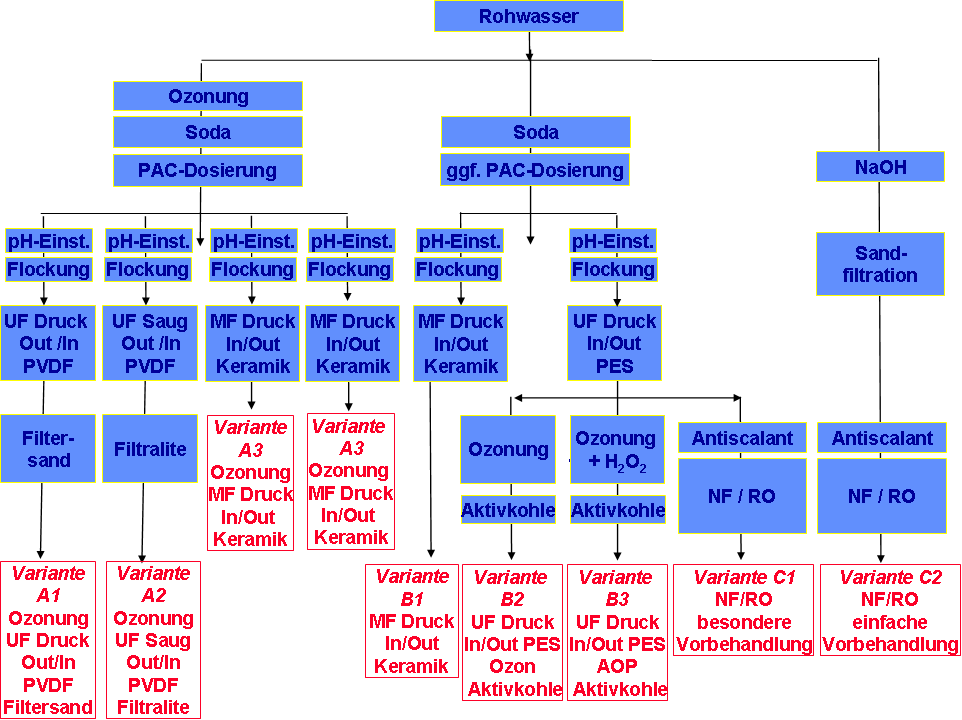 Rohwasser
Ozonung
Soda
PAC-Dosierung
Soda
ggf. PAC-Dosierung
NaOH
Sand-
filtration
pH-Einst.
Flockung
pH-Einst.
Flockung
pH-Einst.
Flockung
pH-Einst.
Flockung
pH-Einst.
Flockung
pH-Einst.
Flockung
UF Druck
Out /In
PVDF
UF Saug
Out /In
PVDF
MF Druck
In/Out
Keramik
MF Druck
In/Out
Keramik
MF Druck
In/Out
Keramik
UF Druck
In/Out
PES
Filter-
sand
Filtralite
Variante
A3
Ozonung
MF Druck
In/Out
Keramik
Variante
A3
Ozonung
MF Druck
In/Out
Keramik
Ozonung
Aktivkohle
Ozonung
+ H₂O₂
Aktivkohle
Antiscalant
NF / RO
Antiscalant
NF / RO
Variante
A1
Ozonung
UF Druck
Out/In
PVDF
Filtersand
Variante
A2
Ozonung
UF Saug
Out/In
PVDF
Filtralite
Variante
B1
MF Druck
In/Out
Keramik
Variante
B2
UF Druck
In/Out PES
Ozon
Aktivkohle
Variante
B3
UF Druck
In/Out PES
AOP
Aktivkohle
Variante C1
NF/RO
besondere
Vorbehandlung
Variante C2
NF/RO
einfache
Vorbehandlung